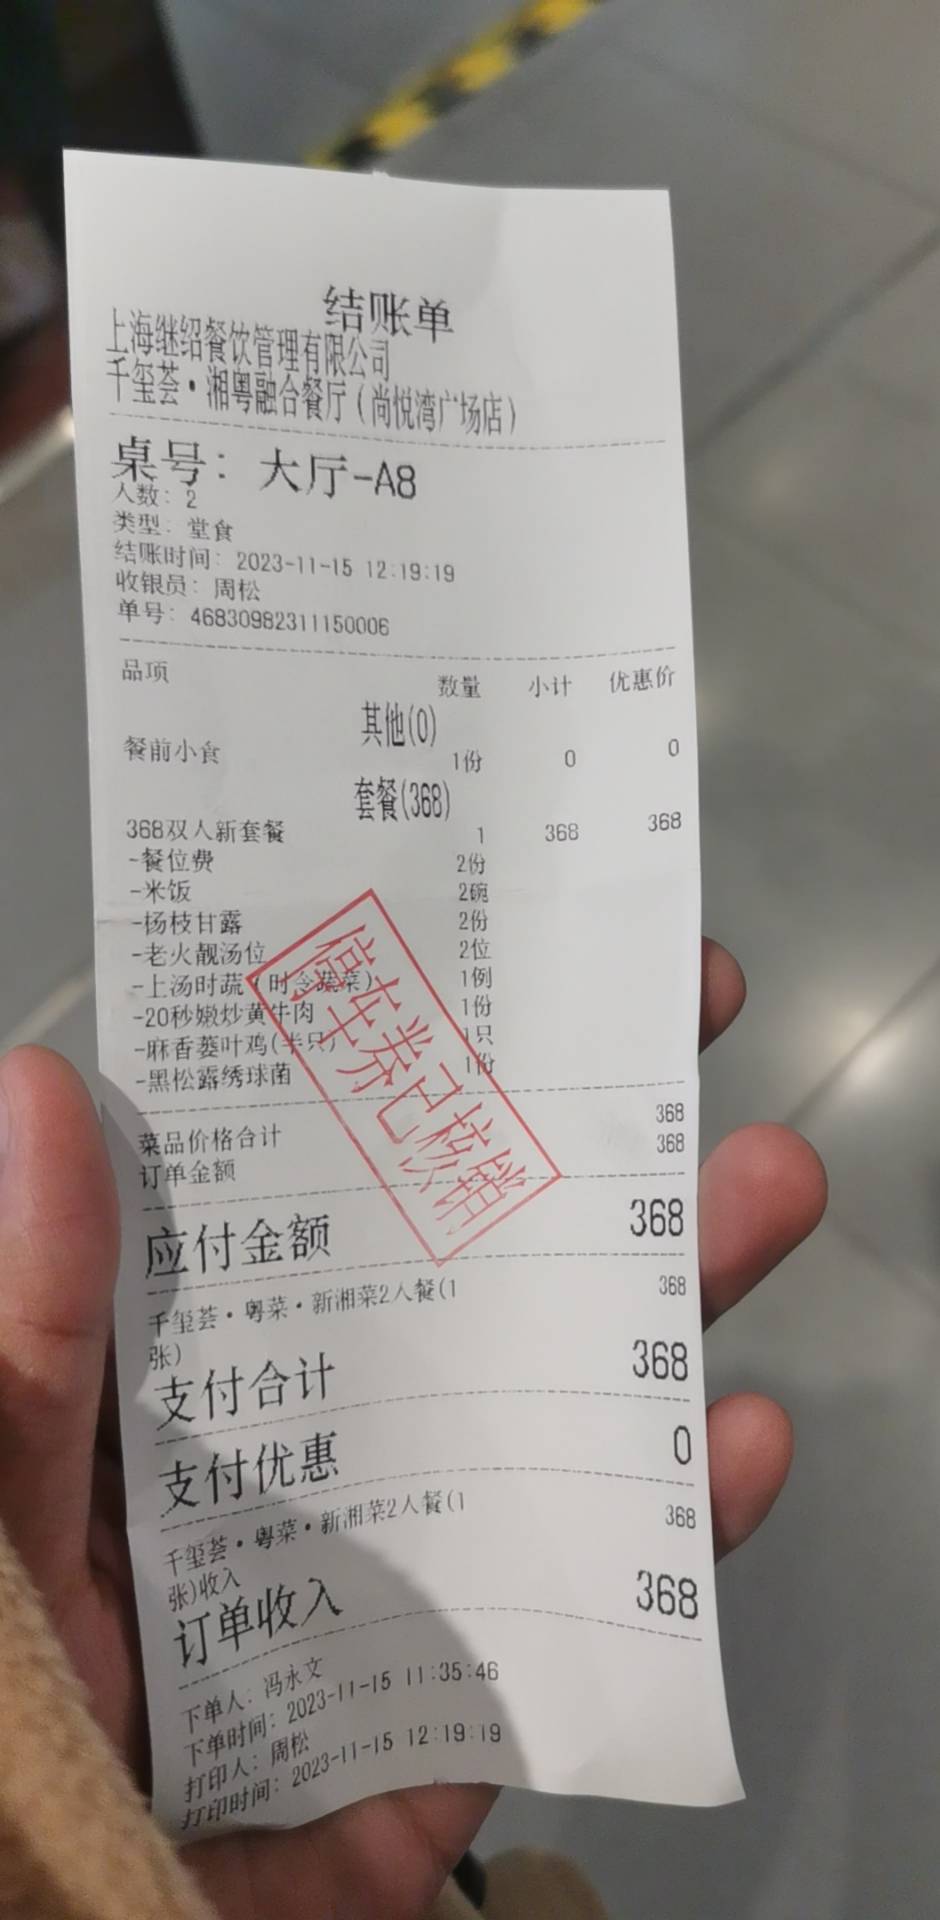 结账单
上海继绍餐饮管理有限公司
千玺荟·湘粤融合餐厅（尚悦湾广场店）
桌号：大厅-A8
人数：2
类型：堂食
结账时间：2023-11-15 12:19:19
收银员：周松
单号：46830982311150006
品项 数量 小计 优惠价
其他(0)
餐前小食 1份 0 0
套餐(368)
368双人新套餐 1 368 368
-餐位费 2份
-米饭 2碗
-杨枝甘露 2份
-老火靓汤位 2位
-上汤时蔬（时令蔬菜） 1例
-20秒嫩炒黄牛肉 1份
-麻香蒌叶鸡(半只) 1只
-黑松露绣球菌 1份
停车券已核销
菜品价格合计 368
订单金额 368
应付金额 368
千玺荟·粤菜·新湘菜2人餐(1 368
张)
支付合计 368
支付优惠 0
千玺荟·粤菜·新湘菜2人餐(1 368
张)收入
订单收入 368
下单人：冯永文
下单时间：2023-11-15 11:35:46
打印人：周松
打印时间：2023-11-15 12:19:19